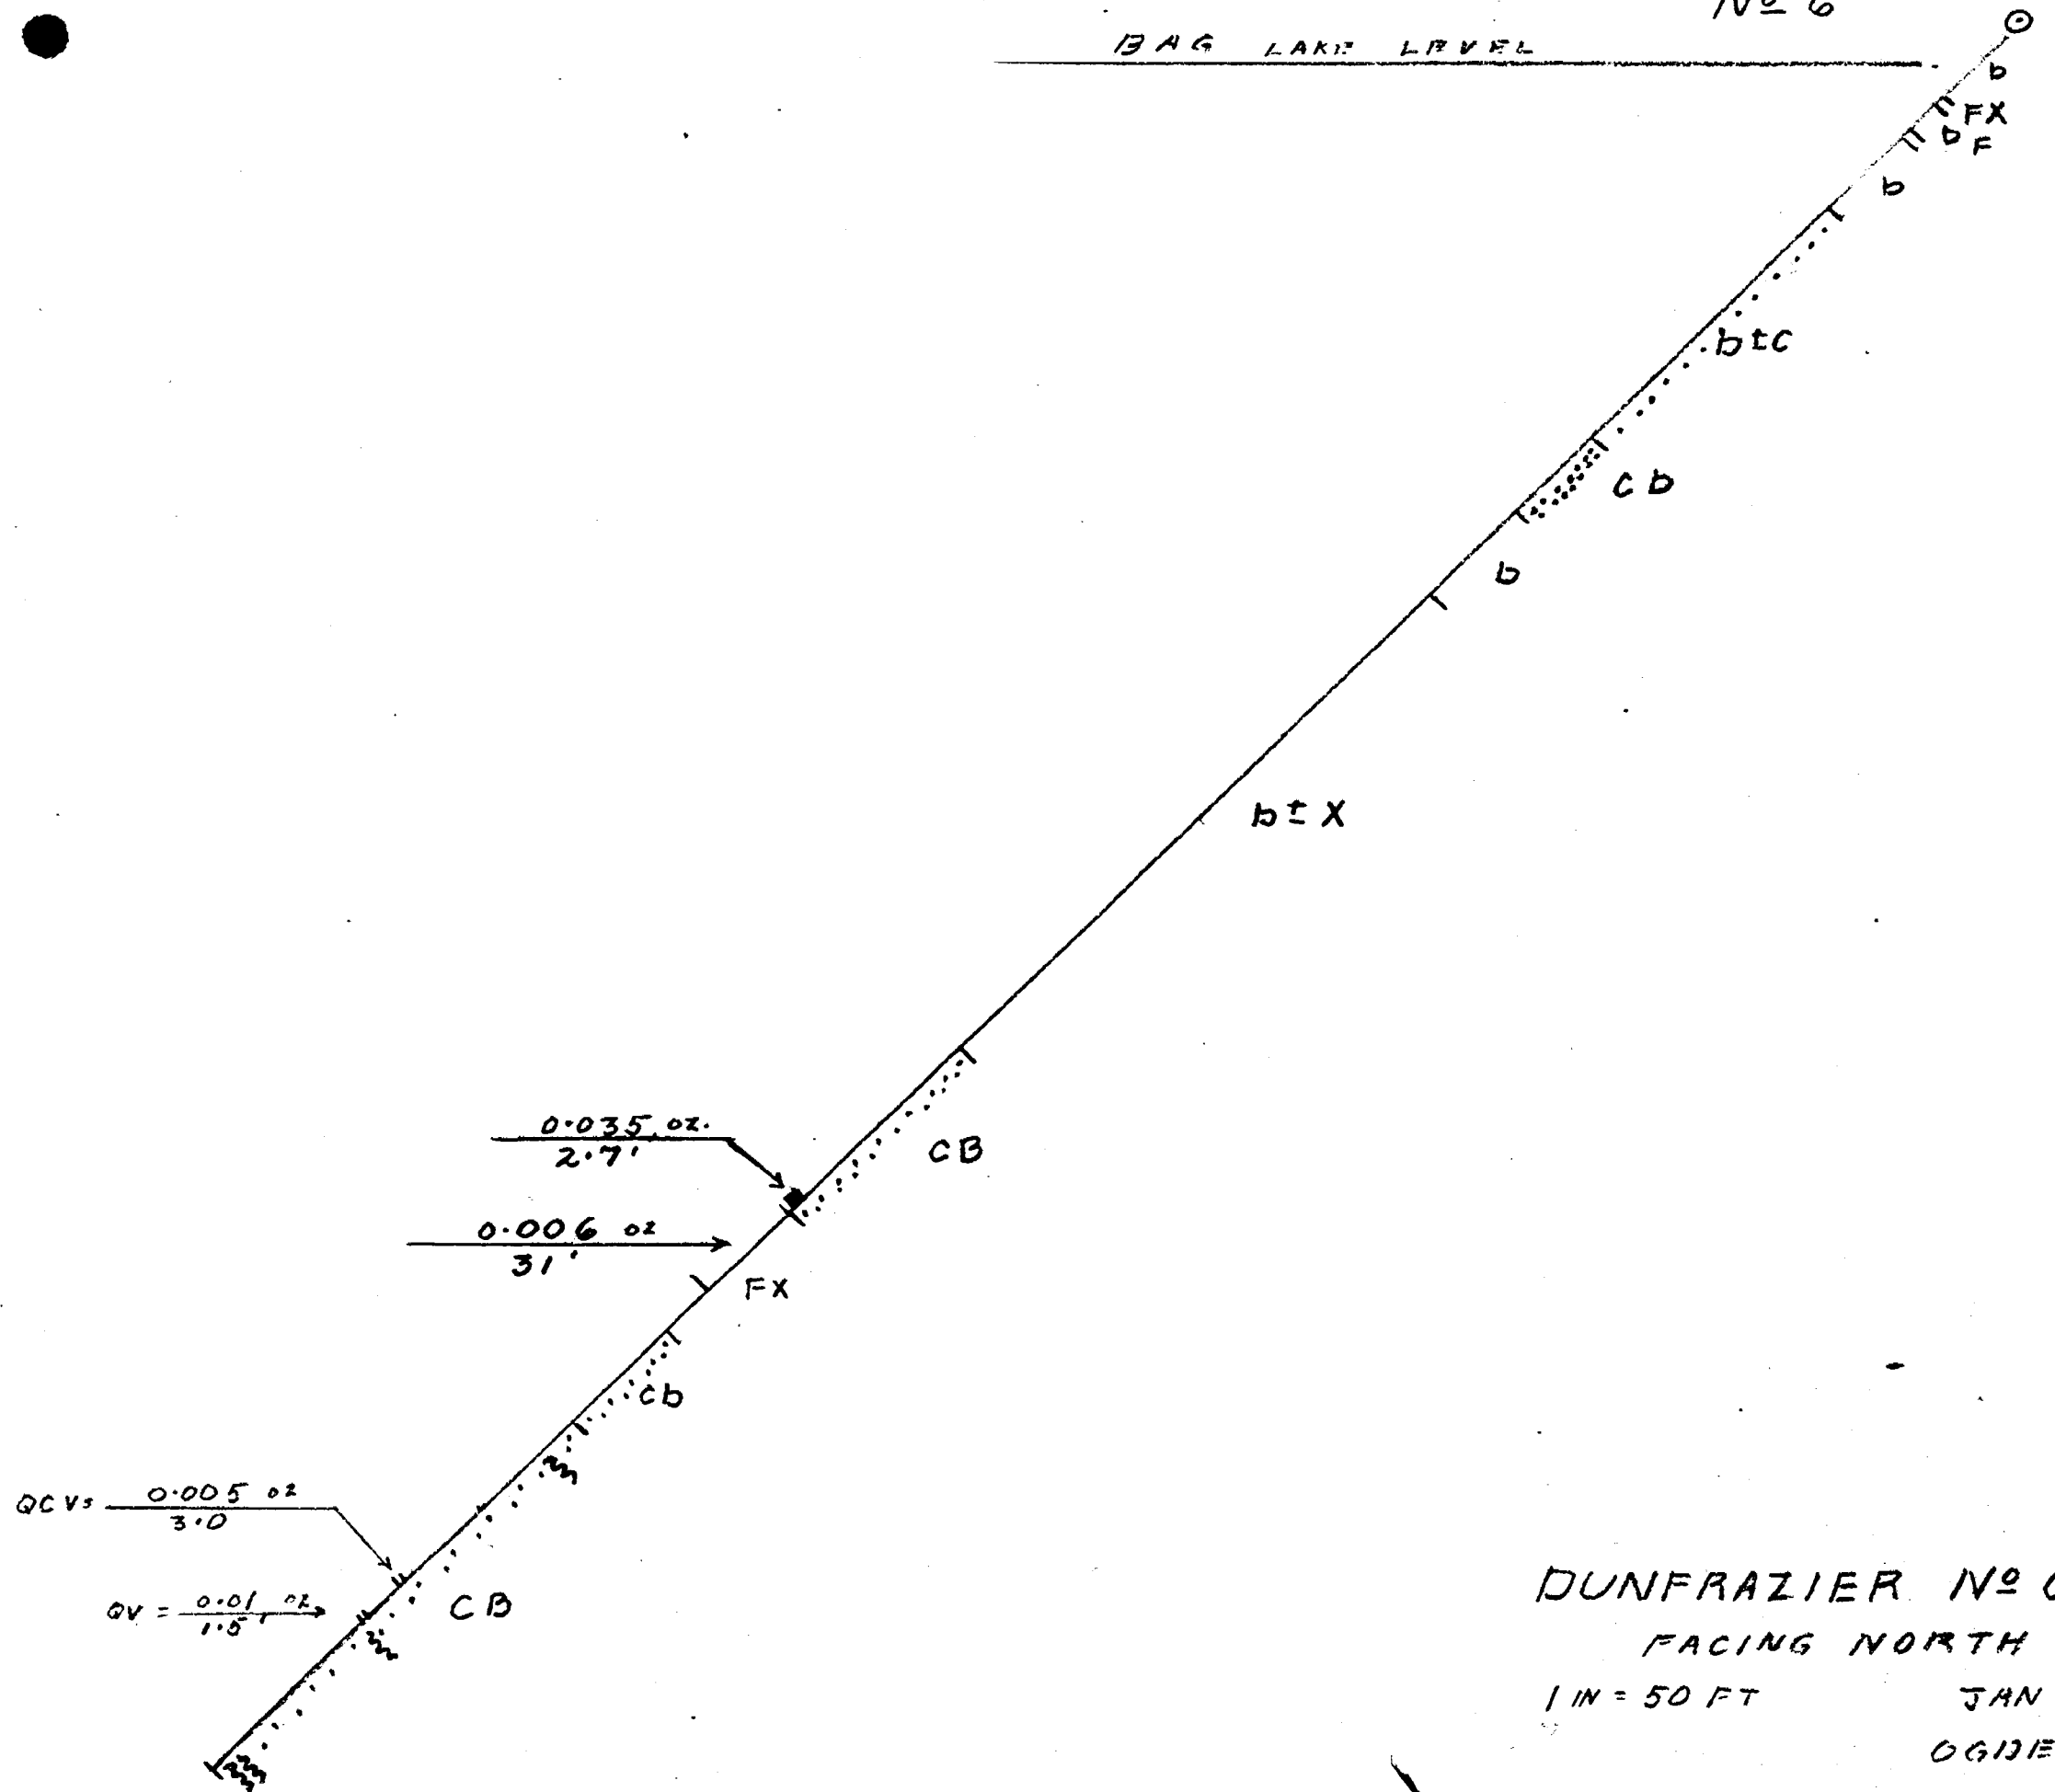 Nº 6
BAG LAKE LEVEL
b
FX
b
F
b
b±C
Cb
b
b±X
0.035 oz.
2.7'
CB
0.006 oz
31'
FX
Cb
QCVs 0.005 oz
3.0
QV = 0.01 oz
1.5'
CB
DUNFRAZIER Nº
FACING NORTH
1 IN = 50 FT JAN
OGDE